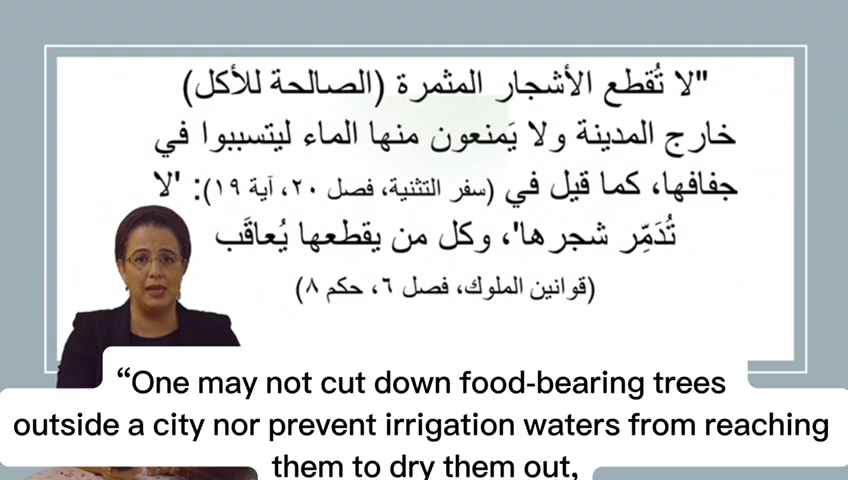 "لا تُقطع الأشجار المثمرة (الصالحة للأكل)
خارج المدينة ولا يَمنعون منها الماء ليتسببوا في
جفافها، كما قيل في (سفر التثنية، فصل ٢٠، آية ١٩): "لا
تُدَمِّر شجرها"، وكل من يقطعها يُعاقَب
(قوانين الملوك، فصل ٦، حكم ٨)
“One may not cut down food-bearing trees
outside a city nor prevent irrigation waters from reaching
them to dry them out,